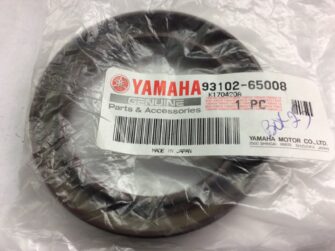 YAMAHA 93102-65008
GENUINE
Parts & Accessories
1 PC
MADE IN JAPAN
YAMAHA MOTOR CO., LTD.